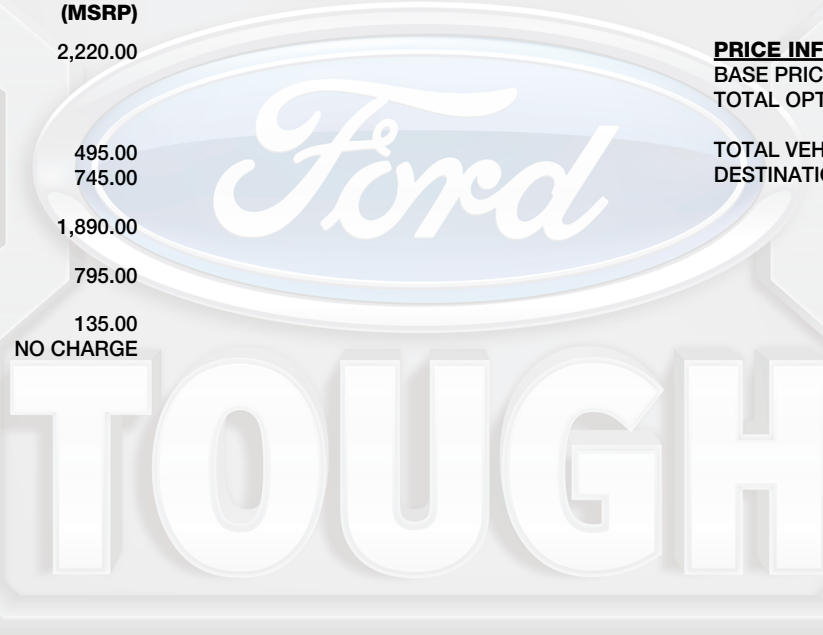 (MSRP)
2,220.00
495.00
745.00
1,890.00
795.00
135.00
NO CHARGE
PRICE INF
BASE PRIC
TOTAL OPT
TOTAL VEH
DESTINATIO
Ford
TOUGH